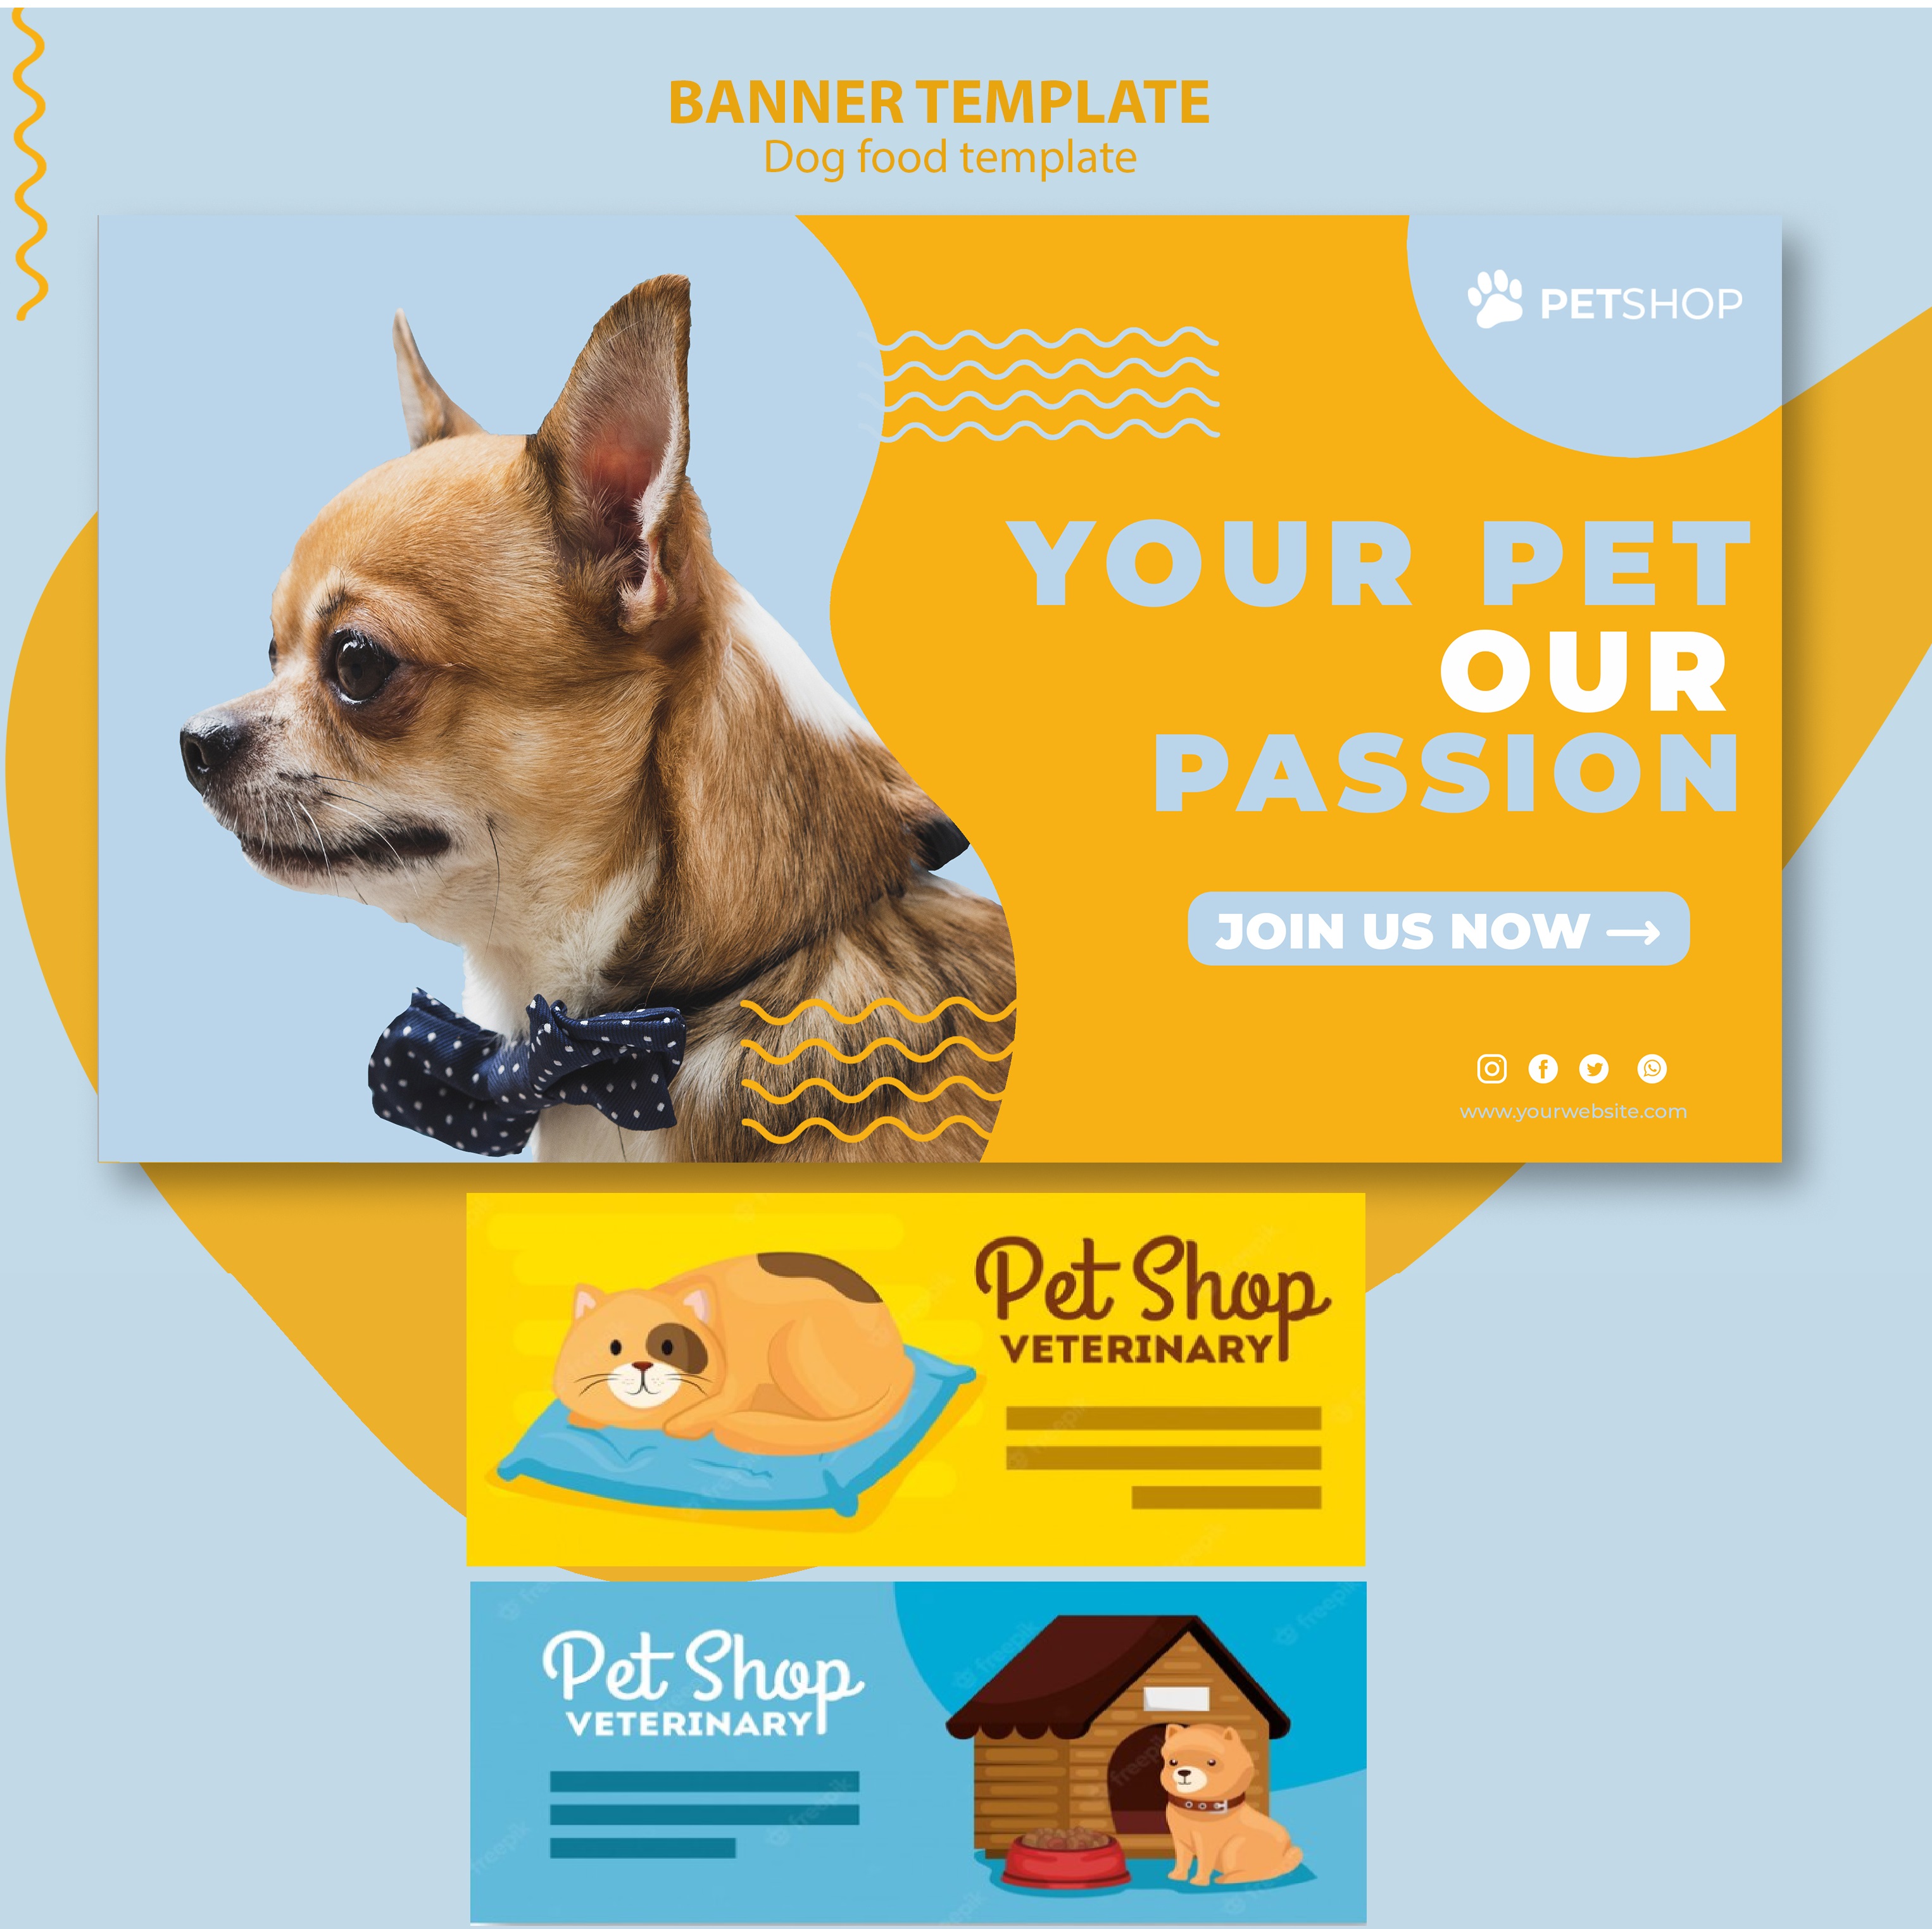 BANNER TEMPLATE
Dog food template
PETSHOP
YOUR PET
OUR
PASSION
JOIN US NOW
www.yourwebsite.com
Pet Shop
VETERINARY
Pet Shop
VETERINARY
freepik